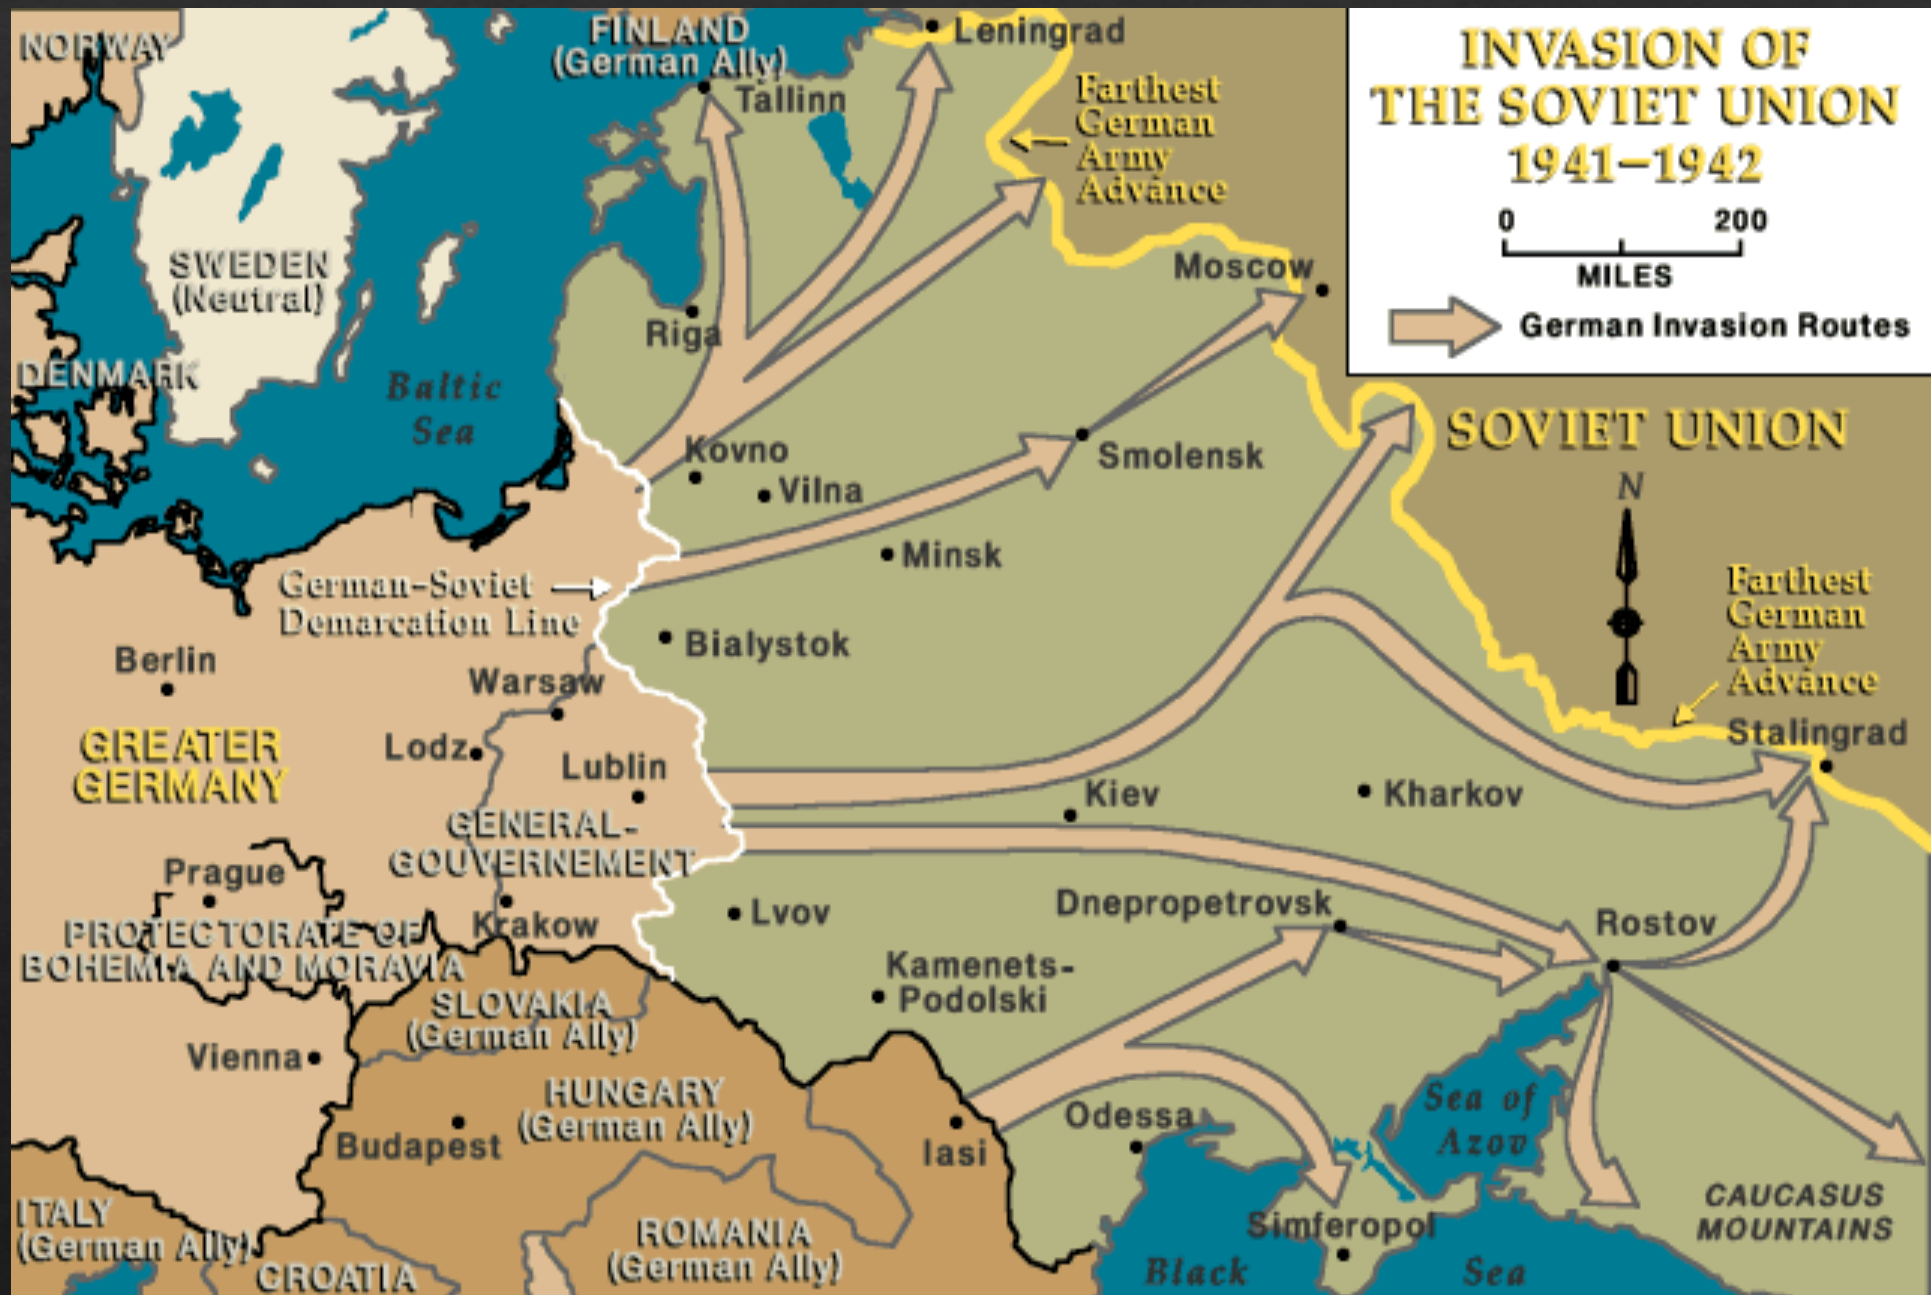 INVASION OF
THE SOVIET UNION
1941–1942
0 200
MILES
German Invasion Routes
NORWAY
FINLAND
(German Ally)
Leningrad
Tallinn
Farthest
German
Army
Advance
SWEDEN
(Neutral)
Moscow
Riga
DENMARK
Baltic
Sea
SOVIET UNION
Kovno
Smolensk
Vilna
N
Minsk
German–Soviet
Demarcation Line
Farthest
German
Army
Advance
Bialystok
Berlin
Warsaw
Stalingrad
GREATER
GERMANY
Lodz
Lublin
Kiev
Kharkov
GENERAL-
GOUVERNEMENT
Prague
Dnepropetrovsk
Lvov
Rostov
Krakow
PROTECTORATE OF
BOHEMIA AND MORAVIA
Kamenets-
Podolski
SLOVAKIA
(German Ally)
Vienna
HUNGARY
(German Ally)
Sea of
Azov
Odessa
Budapest
Iasi
CAUCASUS
MOUNTAINS
ITALY
(German Ally)
ROMANIA
(German Ally)
Simferopol
CROATIA
Black Sea